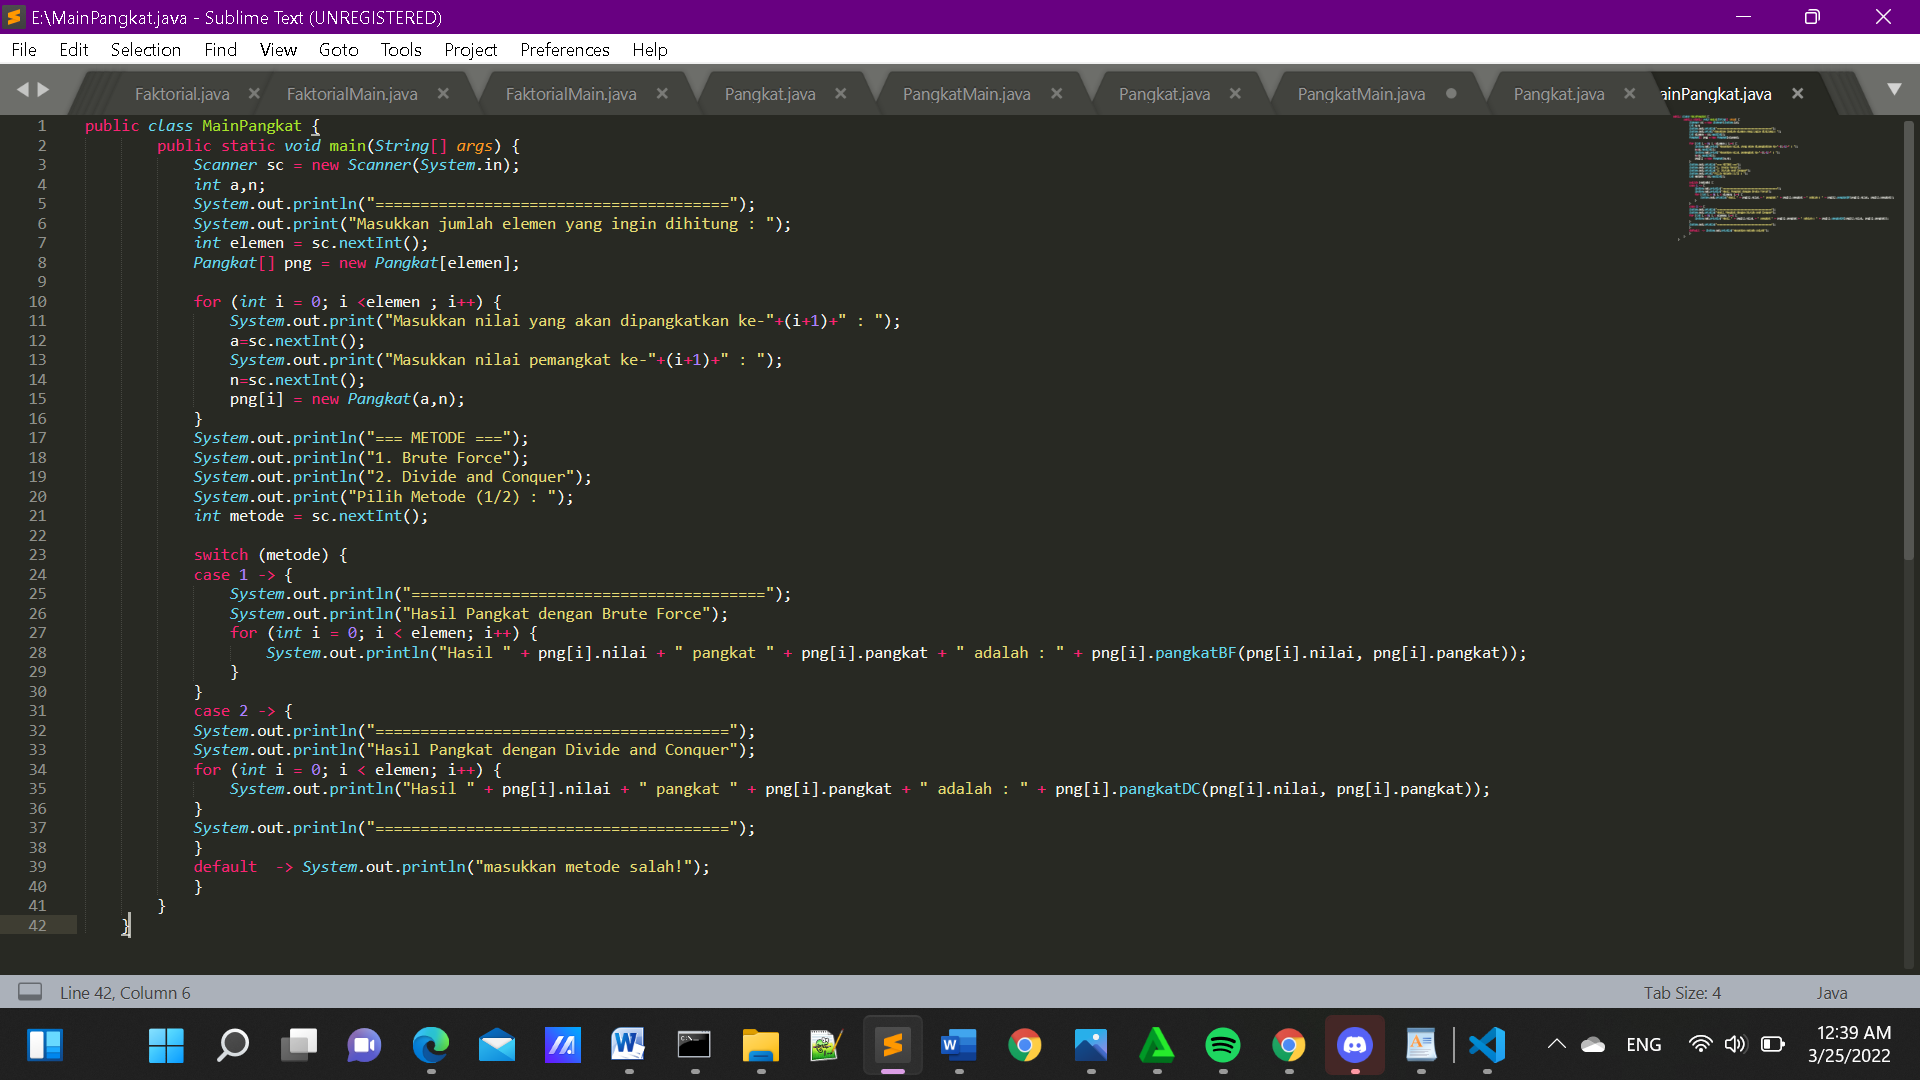 E:\MainPangkat.java - Sublime Text (UNREGISTERED)
File Edit Selection Find View Goto Tools Project Preferences Help
Faktorial.java FaktorialMain.java FaktorialMain.java Pangkat.java PangkatMain.java Pangkat.java PangkatMain.java Pangkat.java ainPangkat.java
1 public class MainPangkat {
2 public static void main(String[] args) {
3 Scanner sc = new Scanner(System.in);
4 int a,n;
5 System.out.println("=======================================");
6 System.out.print("Masukkan jumlah elemen yang ingin dihitung : ");
7 int elemen = sc.nextInt();
8 Pangkat[] png = new Pangkat[elemen];
9
10 for (int i = 0; i <elemen ; i++) {
11 System.out.print("Masukkan nilai yang akan dipangkatkan ke-"+(i+1)+" : ");
12 a=sc.nextInt();
13 System.out.print("Masukkan nilai pemangkat ke-"+(i+1)+" : ");
14 n=sc.nextInt();
15 png[i] = new Pangkat(a,n);
16 }
17 System.out.println("=== METODE ===");
18 System.out.println("1. Brute Force");
19 System.out.println("2. Divide and Conquer");
20 System.out.print("Pilih Metode (1/2) : ");
21 int metode = sc.nextInt();
22
23 switch (metode) {
24 case 1 -> {
25 System.out.println("=======================================");
26 System.out.println("Hasil Pangkat dengan Brute Force");
27 for (int i = 0; i < elemen; i++) {
28 System.out.println("Hasil " + png[i].nilai + " pangkat " + png[i].pangkat + " adalah : " + png[i].pangkatBF(png[i].nilai, png[i].pangkat));
29 }
30 }
31 case 2 -> {
32 System.out.println("=======================================");
33 System.out.println("Hasil Pangkat dengan Divide and Conquer");
34 for (int i = 0; i < elemen; i++) {
35 System.out.println("Hasil " + png[i].nilai + " pangkat " + png[i].pangkat + " adalah : " + png[i].pangkatDC(png[i].nilai, png[i].pangkat));
36 }
37 System.out.println("=======================================");
38 }
39 default  -> System.out.println("masukkan metode salah!");
40 }
41 }
42 }
Line 42, Column 6 Tab Size: 4 Java
ENG 12:39 AM
3/25/2022